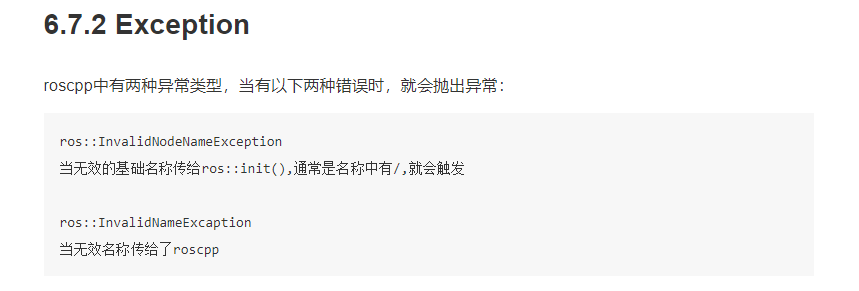 6.7.2 Exception
roscpp中有两种异常类型，当有以下两种错误时，就会抛出异常：
ros::InvalidNodeNameException
当无效的基础名称传给ros::init(),通常是名称中有/,就会触发
ros::InvalidNameExcaption
当无效名称传给了roscpp